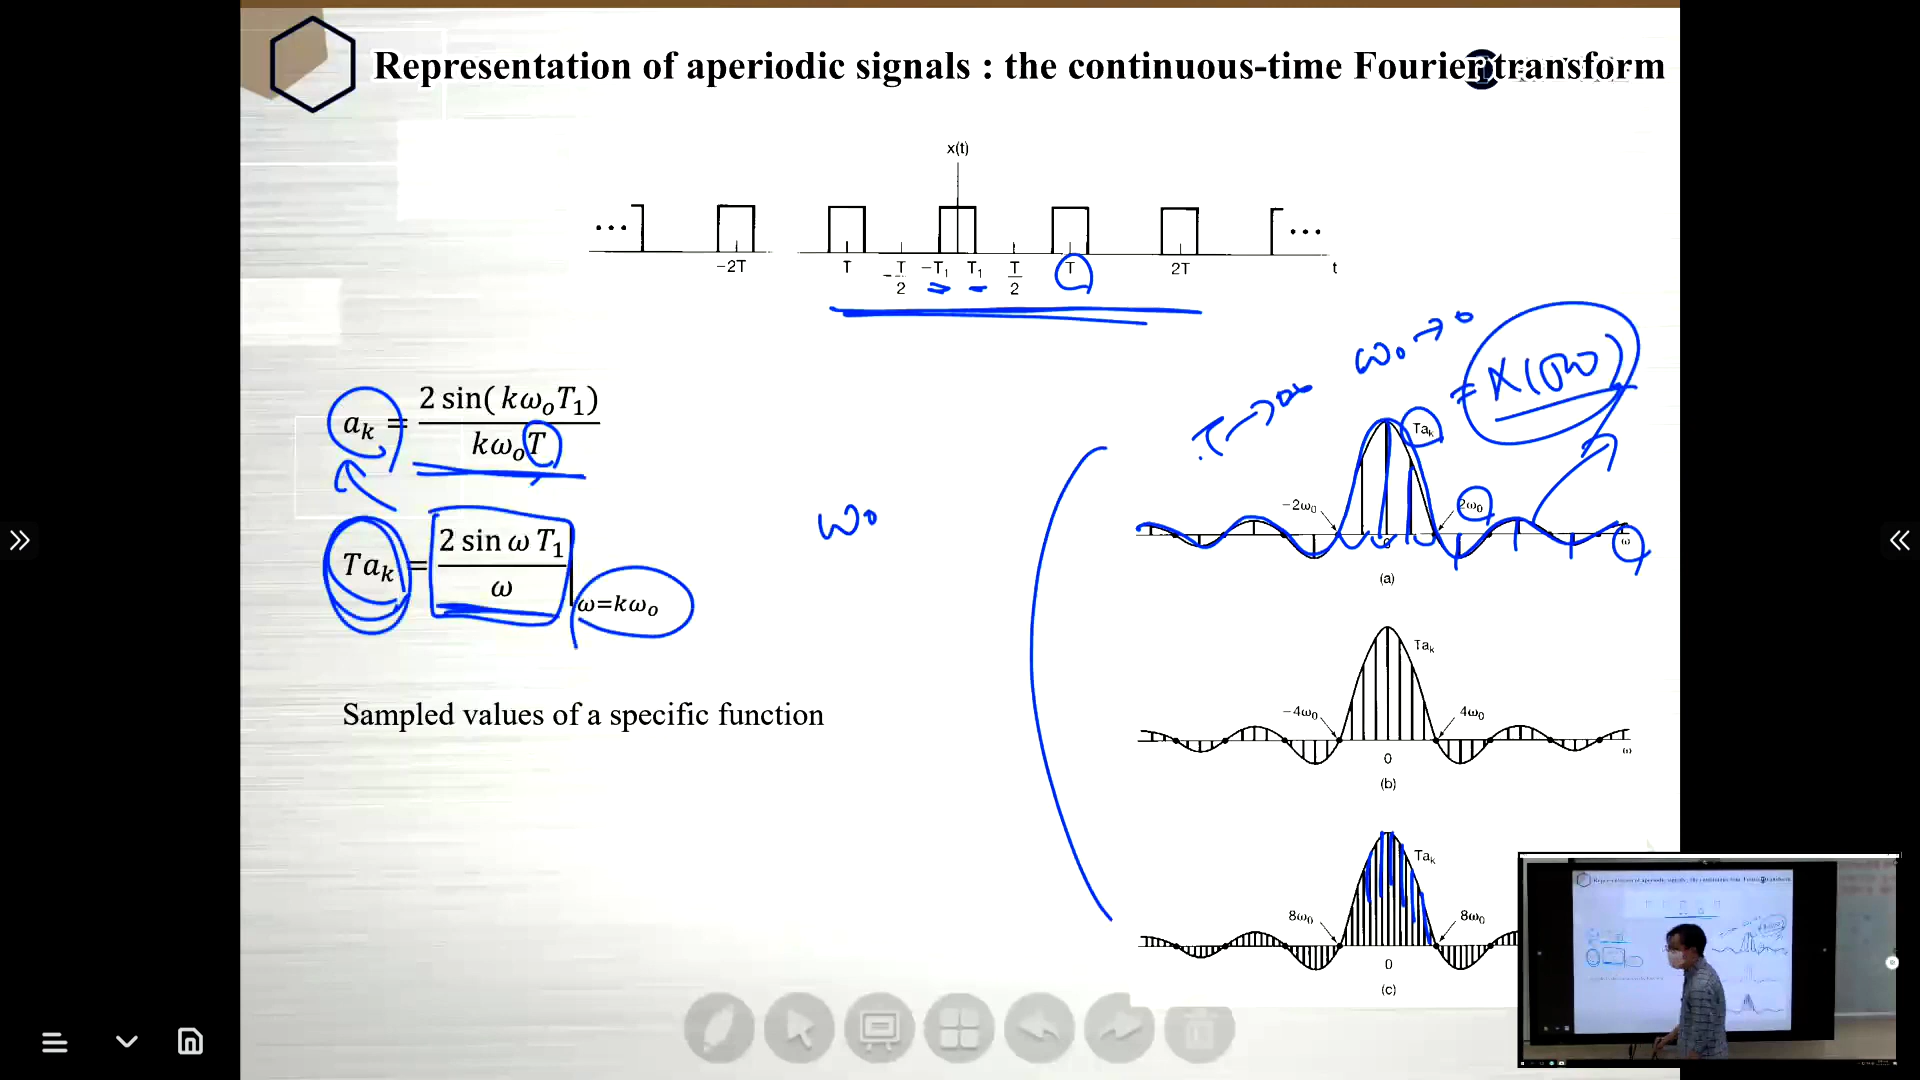 Representation of aperiodic signals : the continuous-time Fourier transform
x(t)
... ...
−2T T −T/2 −T₁ T₁ T/2 T 2T t
ω₀ → 0
T → ∞
= X(jω)
aₖ = 2 sin( kω₀T₁) / kω₀T
Taₖ
−2ω₀ 2ω₀
0 ω
(a)
ω₀
Taₖ = 2 sin ω T₁ / ω | ω=kω₀
Taₖ
−4ω₀ 4ω₀
0 ω
(b)
Sampled values of a specific function
Taₖ
8ω₀ 8ω₀
0
(c)